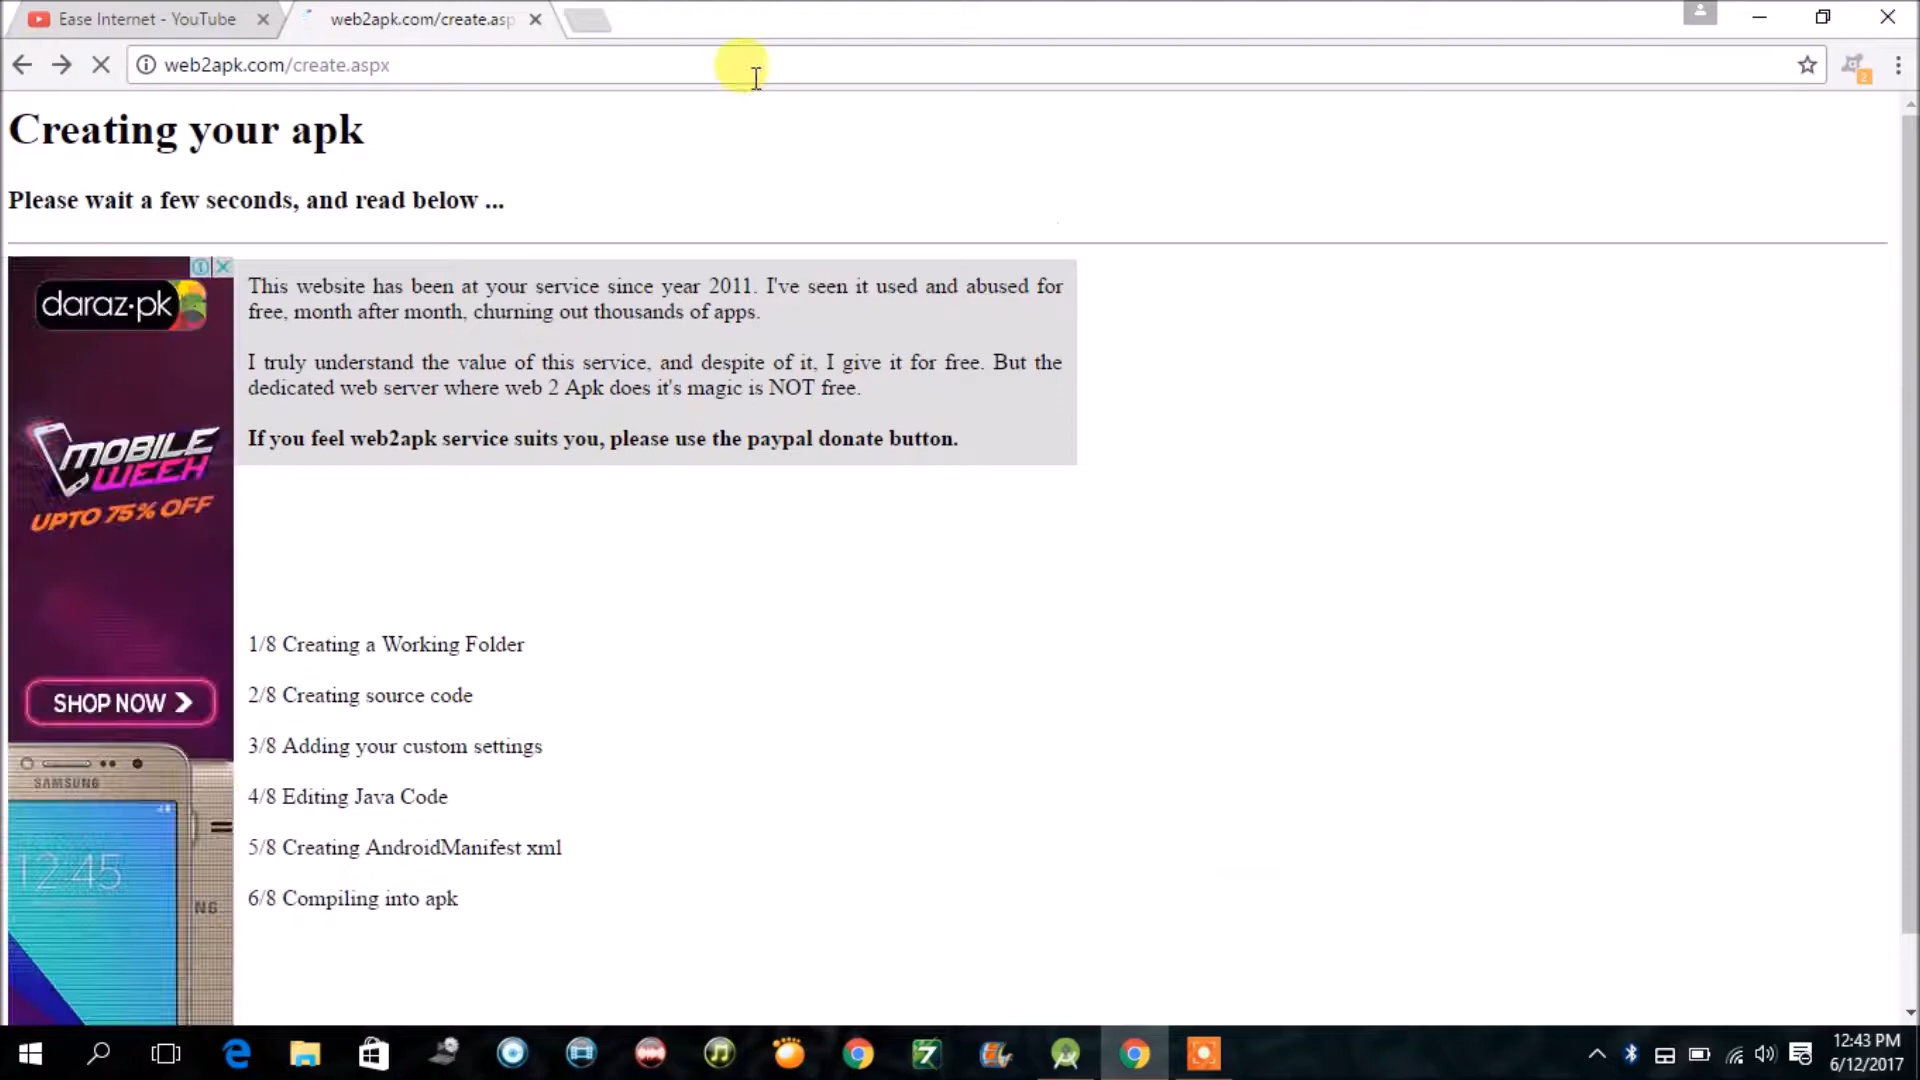 Ease Internet - YouTube
web2apk.com/create.asp
web2apk.com/create.aspx
2
Creating your apk
Please wait a few seconds, and read below ...
daraz.pk
MOBILE
WEEK
UPTO 75% OFF
SHOP NOW
SAMSUNG
12:45
NG
This website has been at your service since year 2011. I've seen it used and abused for
free, month after month, churning out thousands of apps.
I truly understand the value of this service, and despite of it, I give it for free. But the
dedicated web server where web 2 Apk does it's magic is NOT free.
If you feel web2apk service suits you, please use the paypal donate button.
1/8 Creating a Working Folder
2/8 Creating source code
3/8 Adding your custom settings
4/8 Editing Java Code
5/8 Creating AndroidManifest xml
6/8 Compiling into apk
12:43 PM
6/12/2017